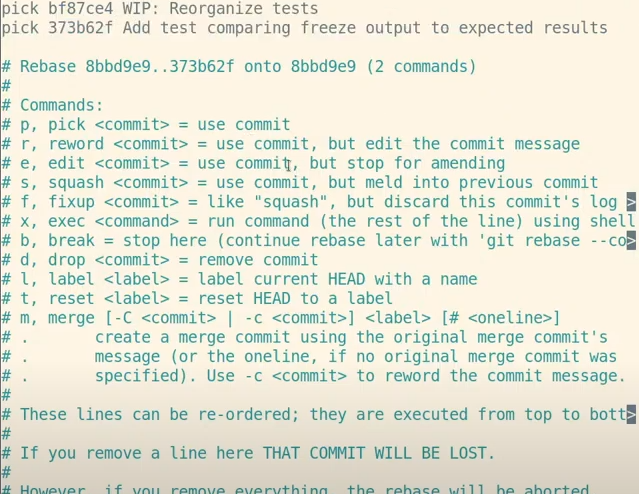 pick bf87ce4 WIP: Reorganize tests
pick 373b62f Add test comparing freeze output to expected results
# Rebase 8bbd9e9..373b62f onto 8bbd9e9 (2 commands)
#
# Commands:
# p, pick <commit> = use commit
# r, reword <commit> = use commit, but edit the commit message
# e, edit <commit> = use commit, but stop for amending
# s, squash <commit> = use commit, but meld into previous commit
# f, fixup <commit> = like "squash", but discard this commit's log >
# x, exec <command> = run command (the rest of the line) using shell
# b, break = stop here (continue rebase later with 'git rebase --co>
# d, drop <commit> = remove commit
# l, label <label> = label current HEAD with a name
# t, reset <label> = reset HEAD to a label
# m, merge [-C <commit> | -c <commit>] <label> [# <oneline>]
# .       create a merge commit using the original merge commit's
# .       message (or the oneline, if no original merge commit was
# .       specified). Use -c <commit> to reword the commit message.
#
# These lines can be re-ordered; they are executed from top to bott>
#
# If you remove a line here THAT COMMIT WILL BE LOST.
#
# However, if you remove everything, the rebase will be aborted